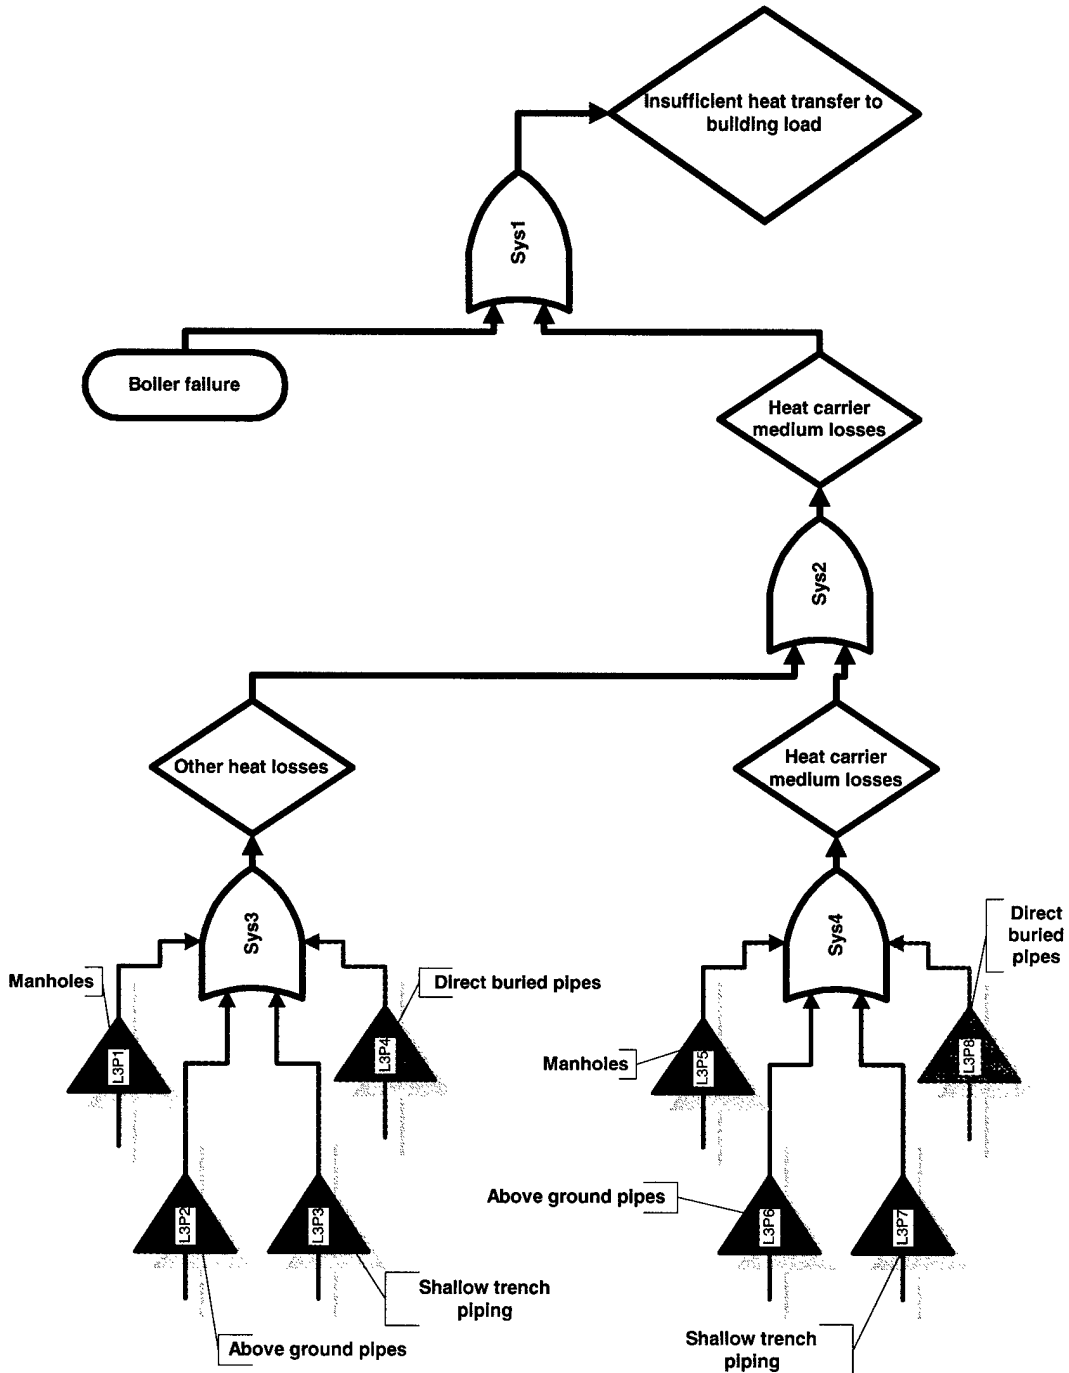 Insufficient heat transfer to
building load
Sys1
Boiler failure
Heat carrier
medium losses
Sys2
Other heat losses
Heat carrier
medium losses
Sys3
Sys4
Direct
buried
pipes
Manholes
Direct buried pipes
L3P1
L3P4
Manholes
L3P5
L3P8
Above ground pipes
L3P2
L3P3
L3P6
L3P7
Shallow trench
piping
Above ground pipes
Shallow trench
piping